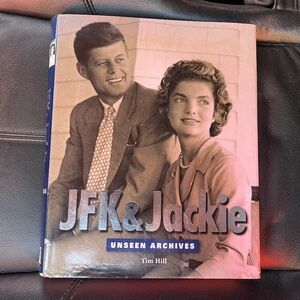 JFK&Jackie
UNSEEN ARCHIVES
Tim Hill